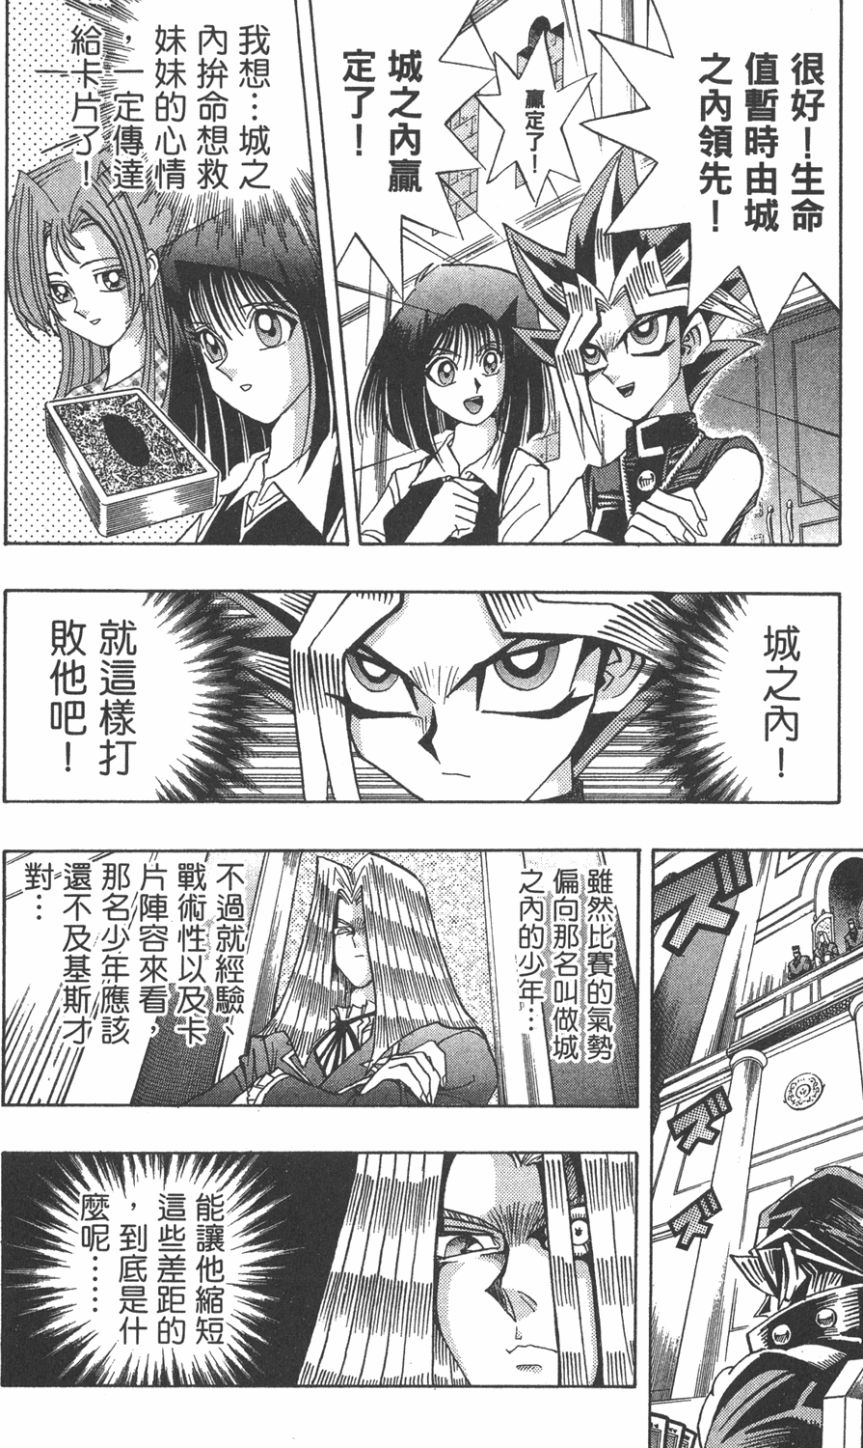 很好！生命
值暫時由城
之內領先！
贏定了！
城之內贏
定了！
我想…城之
內拚命想救
妹妹的心情
，一定傳達
給卡片了！
城之內！
就這樣打
敗他吧！
ズ
ズ
ズ
雖然比賽的氣勢
偏向那名叫做城
之內的少年…
不過就經驗、
戰術性以及卡
片陣容來看，
那名少年應該
還不及基斯才
對…
能讓他縮短
這些差距的
，到底是什
麼呢……